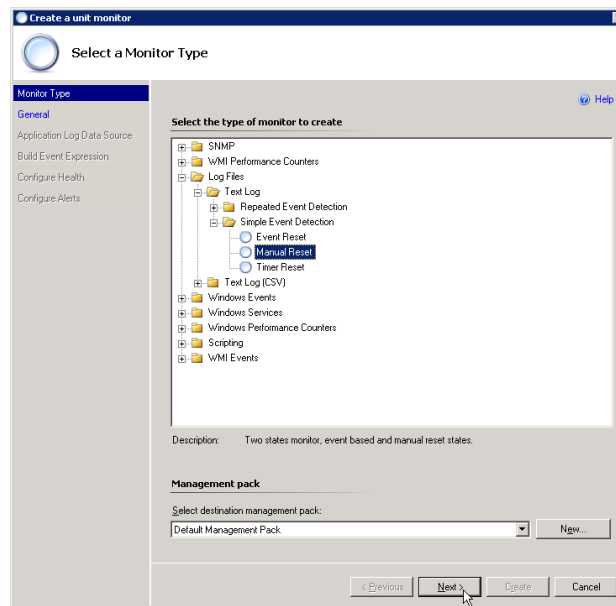 Create a unit monitor
Select a Monitor Type
Monitor Type
General
Application Log Data Source
Build Event Expression
Configure Health
Configure Alerts
Help
Select the type of monitor to create
SNMP
WMI Performance Counters
Log Files
Text Log
Repeated Event Detection
Simple Event Detection
Event Reset
Manual Reset
Timer Reset
Text Log (CSV)
Windows Events
Windows Services
Windows Performance Counters
Scripting
WMI Events
Description: Two states monitor, event based and manual reset states.
Management pack
Select destination management pack:
Default Management Pack
New...
< Previous Next > Create Cancel